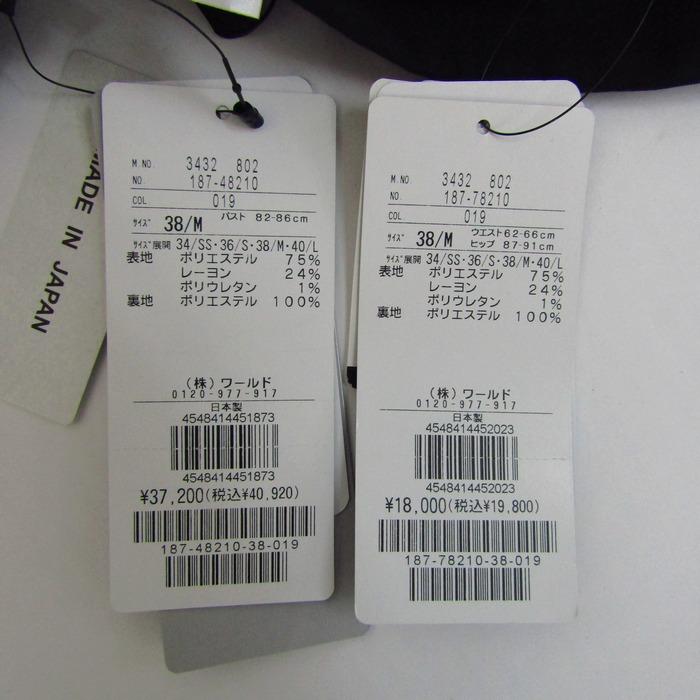 MADE IN JAPAN
M.NO. 3432 802
NO. 187-48210
COL 019
ｻｲｽﾞ 38/M バスト 82-86cm
ｻｲｽﾞ展開 34/SS・36/S・38/M・40/L
表地 ポリエステル 75%
レーヨン 24%
ポリウレタン 1%
裏地 ポリエステル 100%
(株)ワールド
0120-977-917
日本製
4548414451873
4548414451873
¥37,200(税込¥40,920)
187-48210-38-019
M.NO. 3432 802
NO. 187-78210
COL 019
ｻｲｽﾞ 38/M ウエスト62-66cm
ヒップ 87-91cm
ｻｲｽﾞ展開 34/SS・36/S・38/M・40/L
表地 ポリエステル 75%
レーヨン 24%
ポリウレタン 1%
裏地 ポリエステル 100%
(株)ワールド
0120-977-917
日本製
4548414452023
4548414452023
¥18,000(税込¥19,800)
187-78210-38-019